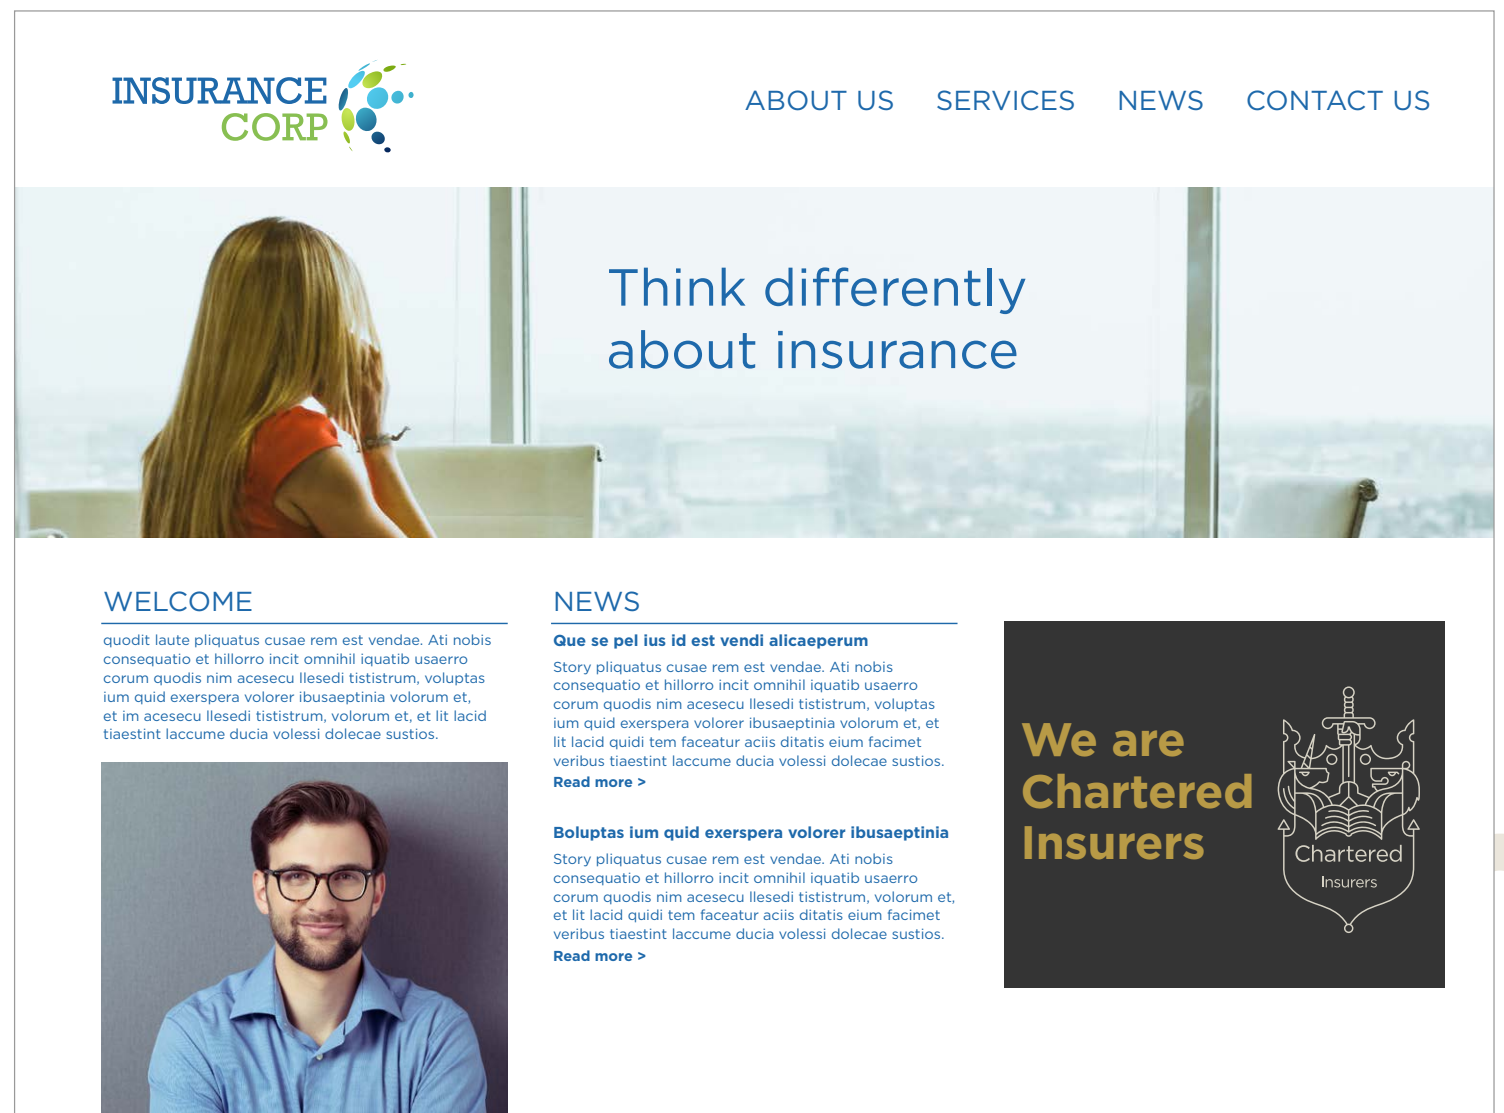 INSURANCE
CORP
ABOUT US SERVICES NEWS CONTACT US
Think differently
about insurance
WELCOME
quodit laute pliquatus cusae rem est vendae. Ati nobis
consequatio et hillorro incit omnihil iquatib usaerro
corum quodis nim acesecu llesedi tististrum, voluptas
ium quid exerspera volorer ibusaeptinia volorum et,
et im acesecu llesedi tististrum, volorum et, et lit lacid
tiaestint laccume ducia volessi dolecae sustios.
NEWS
Que se pel ius id est vendi alicaeperum
Story pliquatus cusae rem est vendae. Ati nobis
consequatio et hillorro incit omnihil iquatib usaerro
corum quodis nim acesecu llesedi tististrum, voluptas
ium quid exerspera volorer ibusaeptinia volorum et, et
lit lacid quidi tem faceatur aciis ditatis eium facimet
veribus tiaestint laccume ducia volessi dolecae sustios.
Read more >
Boluptas ium quid exerspera volorer ibusaeptinia
Story pliquatus cusae rem est vendae. Ati nobis
consequatio et hillorro incit omnihil iquatib usaerro
corum quodis nim acesecu llesedi tististrum, volorum et,
et lit lacid quidi tem faceatur aciis ditatis eium facimet
veribus tiaestint laccume ducia volessi dolecae sustios.
Read more >
We are
Chartered
Insurers
Chartered
Insurers